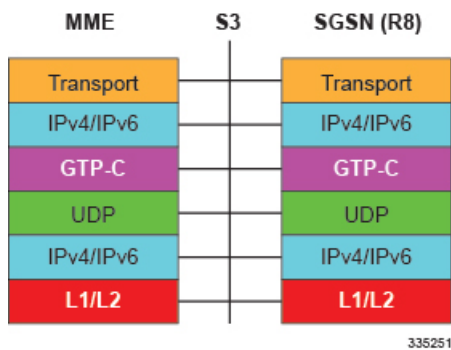 MME S3 SGSN (R8)
Transport Transport
IPv4/IPv6 IPv4/IPv6
GTP-C GTP-C
UDP UDP
IPv4/IPv6 IPv4/IPv6
L1/L2 L1/L2
335251